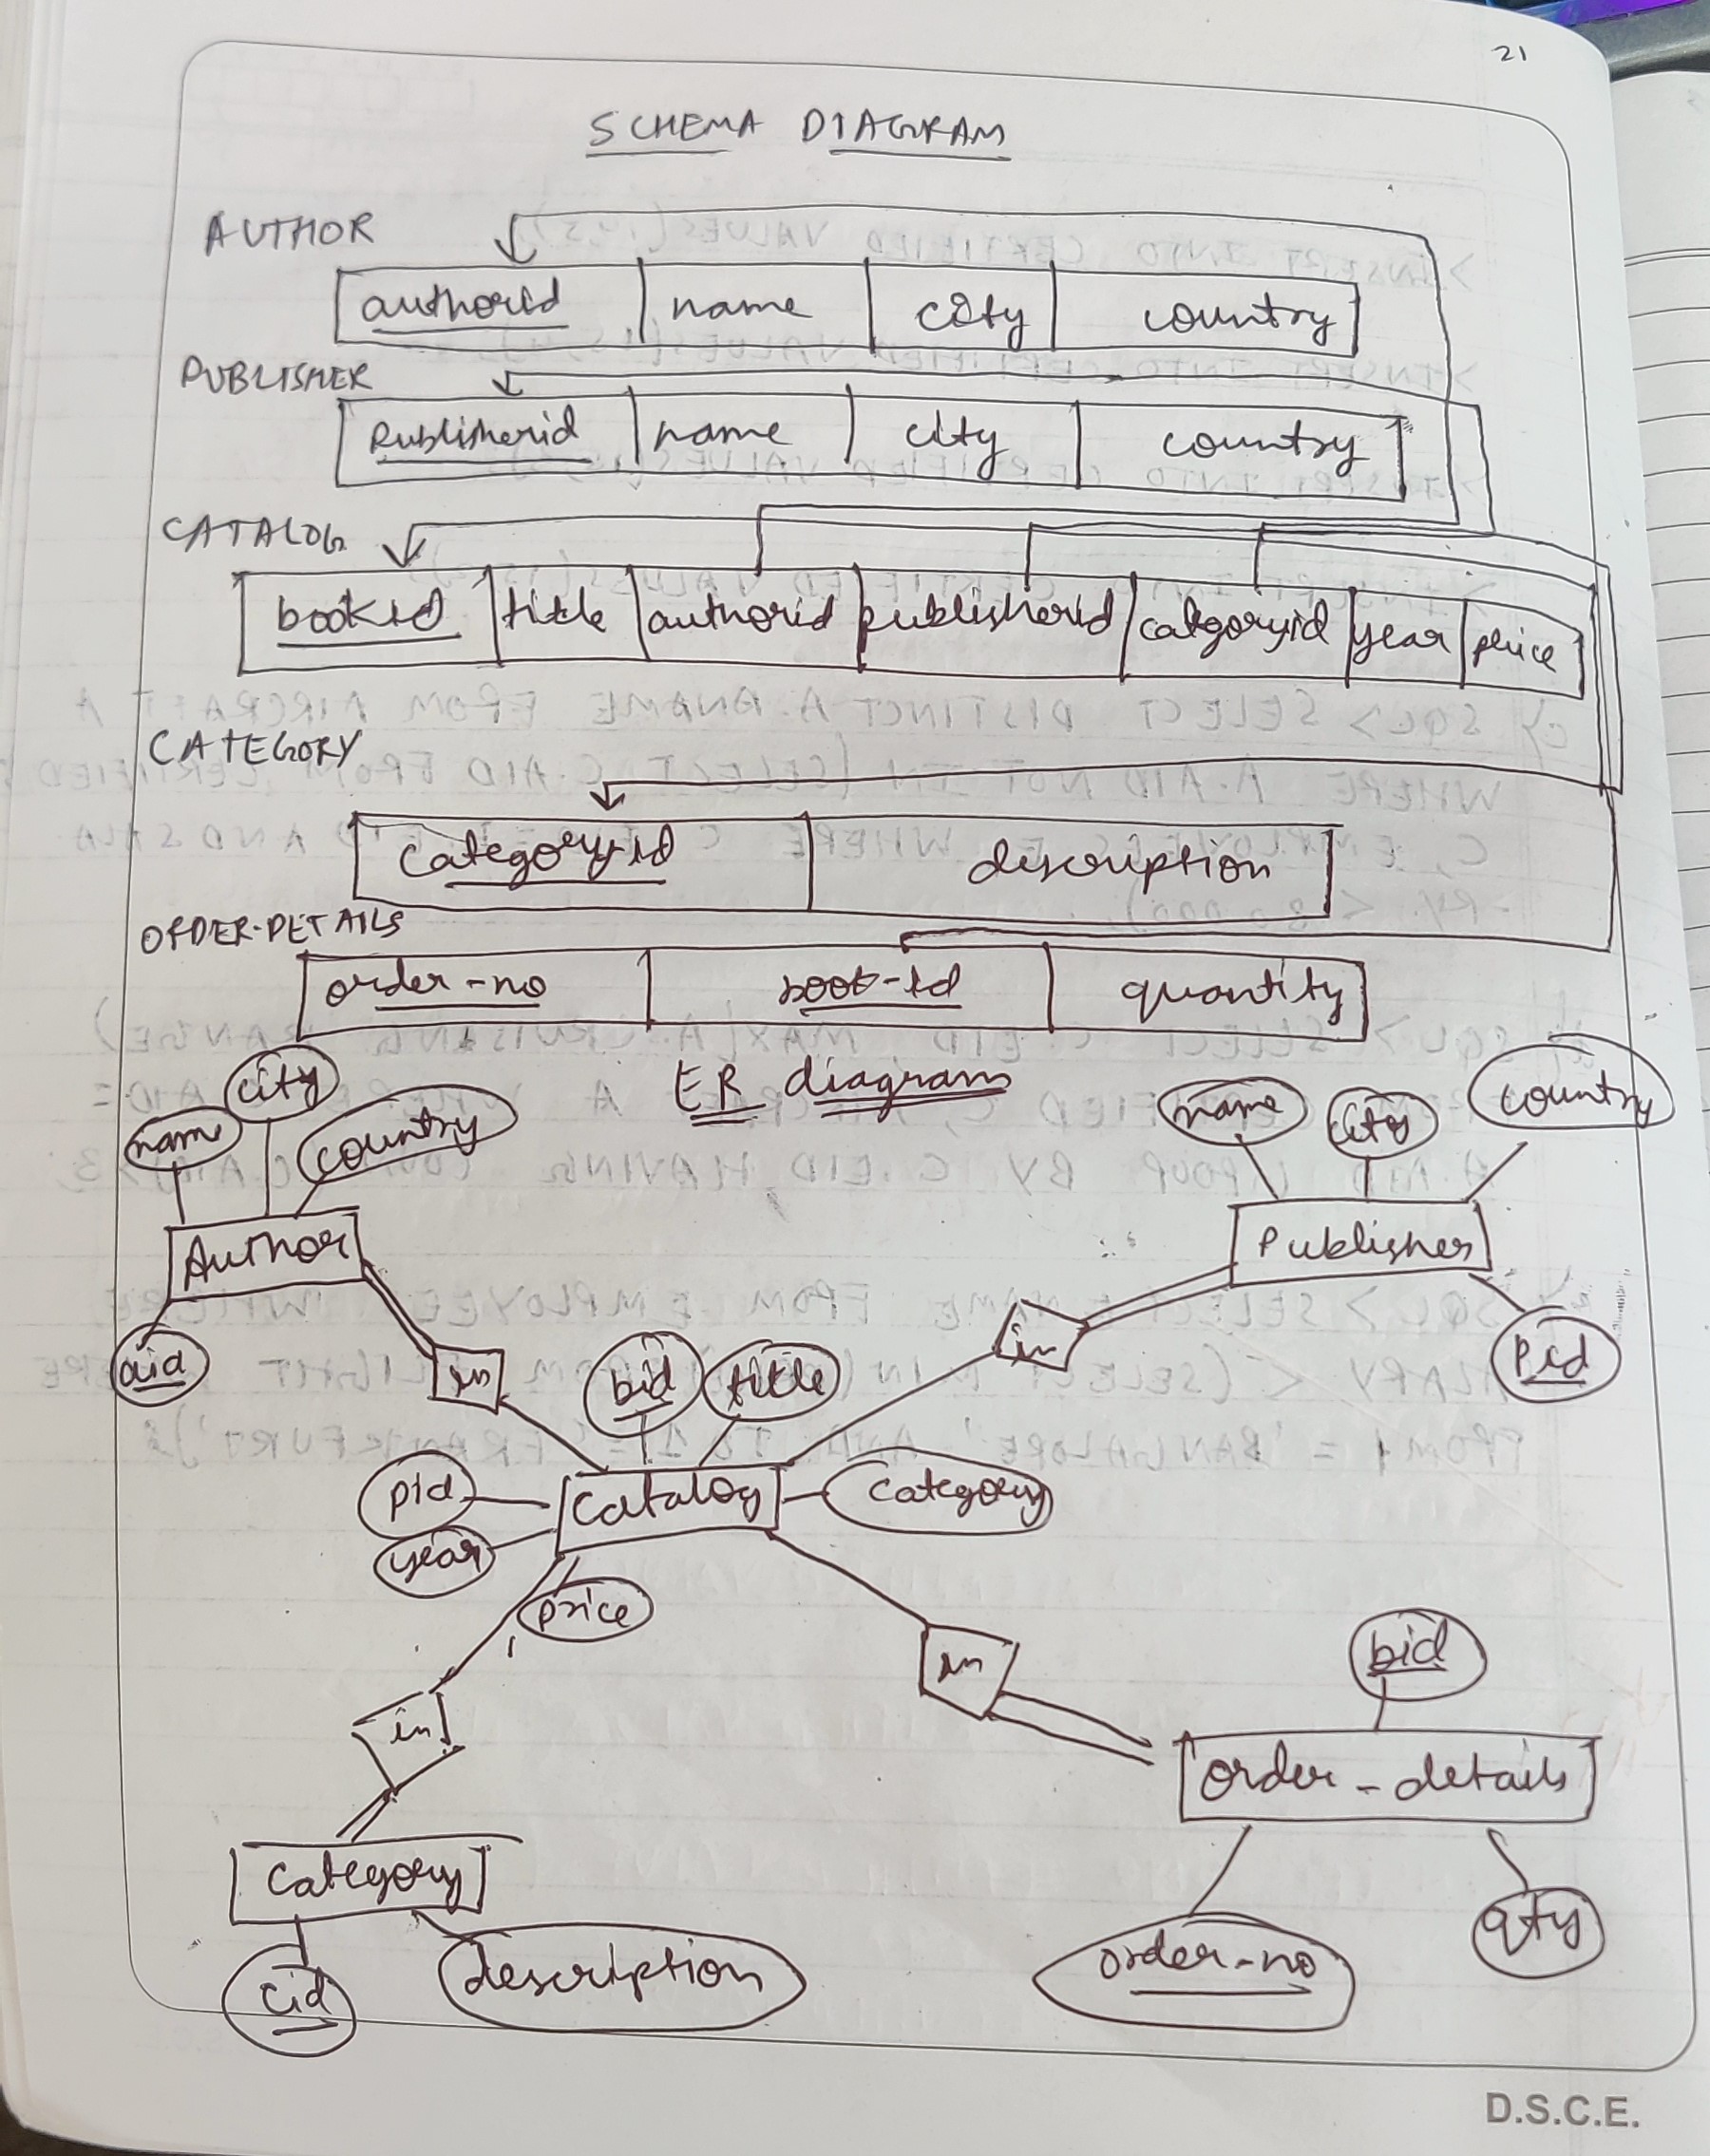 21
SCHEMA DIAGRAM
AUTHOR
authorid name city country
PUBLISHER
Publisherid name city country
CATALOG
bookid title authorid publisherid categoryid year price
CATEGORY
Categoryid description
ORDER-DETAILS
order-no book-id quantity
ER diagram
name city country name city country
Author Publisher
aid in bid title in pid
pid catalog category
year
price
in in bid
order-details
Category
cid description order-no qty
D.S.C.E.